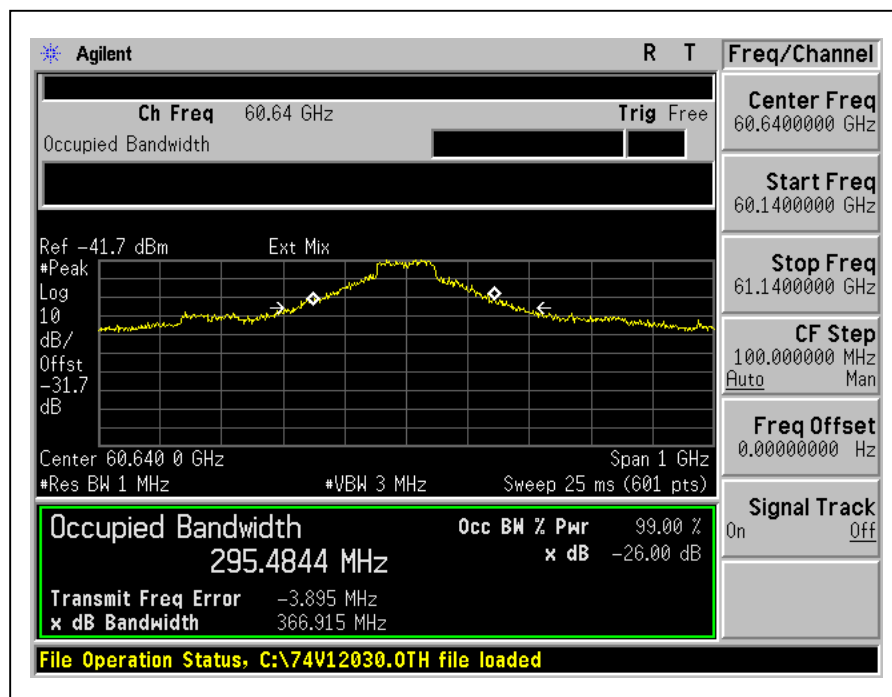 Agilent R T
Ch Freq 60.64 GHz Trig Free
Occupied Bandwidth
Ref -41.7 dBm Ext Mix
#Peak
Log
10
dB/
Offst
-31.7
dB
Center 60.640 0 GHz Span 1 GHz
#Res BW 1 MHz #VBW 3 MHz Sweep 25 ms (601 pts)
Occupied Bandwidth
295.4844 MHz
Occ BW % Pwr 99.00 %
x dB -26.00 dB
Transmit Freq Error -3.895 MHz
x dB Bandwidth 366.915 MHz
File Operation Status, C:\74V12030.OTH file loaded
Freq/Channel
Center Freq
60.6400000 GHz
Start Freq
60.1400000 GHz
Stop Freq
61.1400000 GHz
CF Step
100.000000 MHz
Auto Man
Freq Offset
0.00000000 Hz
Signal Track
On Off